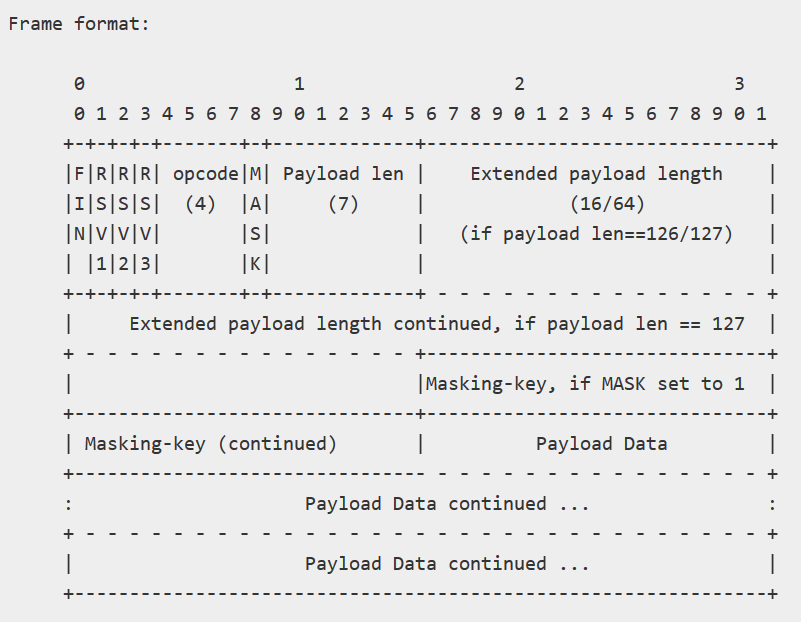 Frame format:

      0                   1                   2                   3
      0 1 2 3 4 5 6 7 8 9 0 1 2 3 4 5 6 7 8 9 0 1 2 3 4 5 6 7 8 9 0 1
     +-+-+-+-+-------+-+-------------+-------------------------------+
     |F|R|R|R| opcode|M| Payload len |    Extended payload length    |
     |I|S|S|S|  (4)  |A|     (7)     |             (16/64)           |
     |N|V|V|V|       |S|             |   (if payload len==126/127)   |
     | |1|2|3|       |K|             |                               |
     +-+-+-+-+-------+-+-------------+ - - - - - - - - - - - - - - - +
     |     Extended payload length continued, if payload len == 127  |
     + - - - - - - - - - - - - - - - +-------------------------------+
     |                               |Masking-key, if MASK set to 1  |
     +-------------------------------+-------------------------------+
     | Masking-key (continued)       |          Payload Data         |
     +-------------------------------- - - - - - - - - - - - - - - - +
     :                     Payload Data continued ...                :
     + - - - - - - - - - - - - - - - - - - - - - - - - - - - - - - - +
     |                     Payload Data continued ...                |
     +---------------------------------------------------------------+